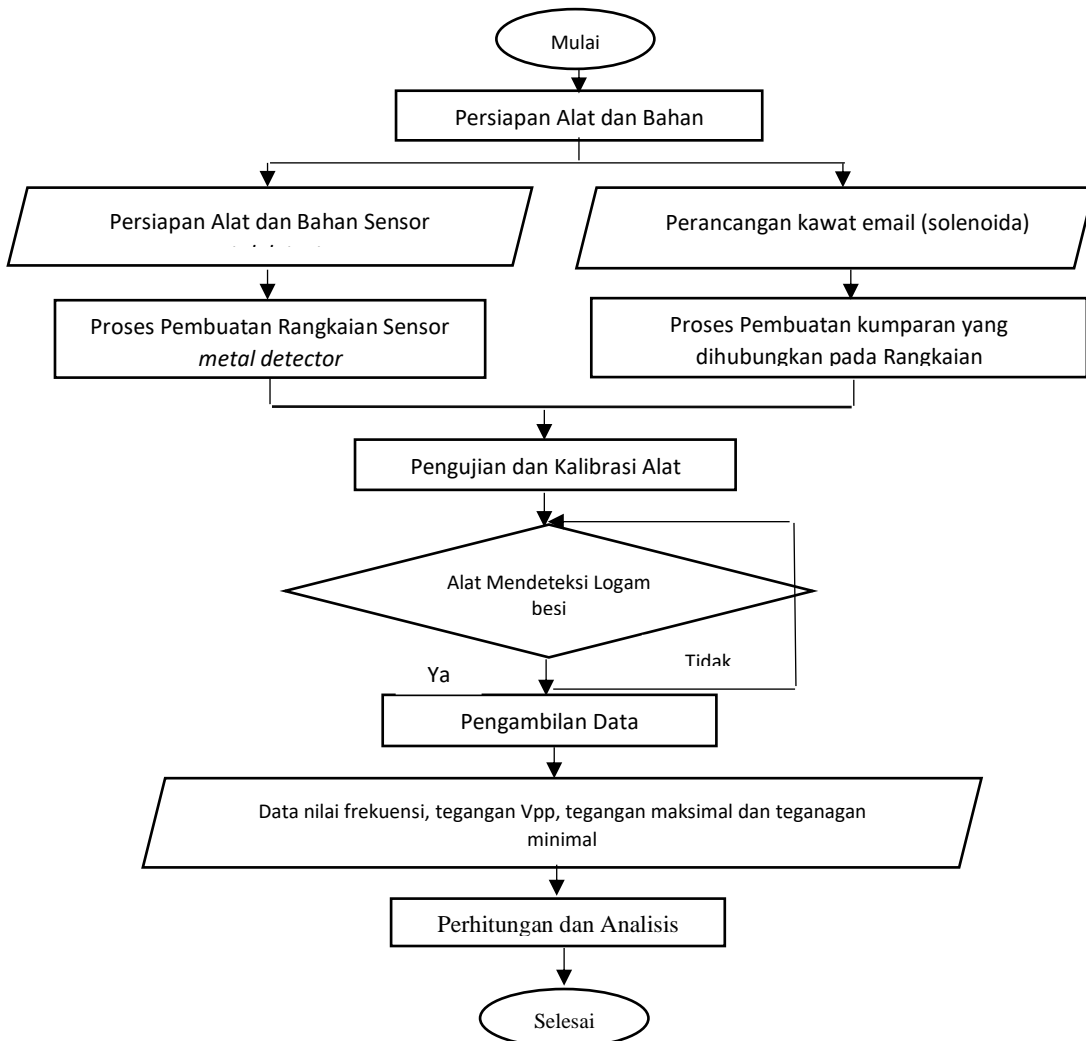 Mulai
Persiapan Alat dan Bahan
Persiapan Alat dan Bahan Sensor
Perancangan kawat email (solenoida)
Proses Pembuatan Rangkaian Sensor
metal detector
Proses Pembuatan kumparan yang
dihubungkan pada Rangkaian
Pengujian dan Kalibrasi Alat
Alat Mendeteksi Logam
besi
Tidak
Ya
Pengambilan Data
Data nilai frekuensi, tegangan Vpp, tegangan maksimal dan teganagan
minimal
Perhitungan dan Analisis
Selesai